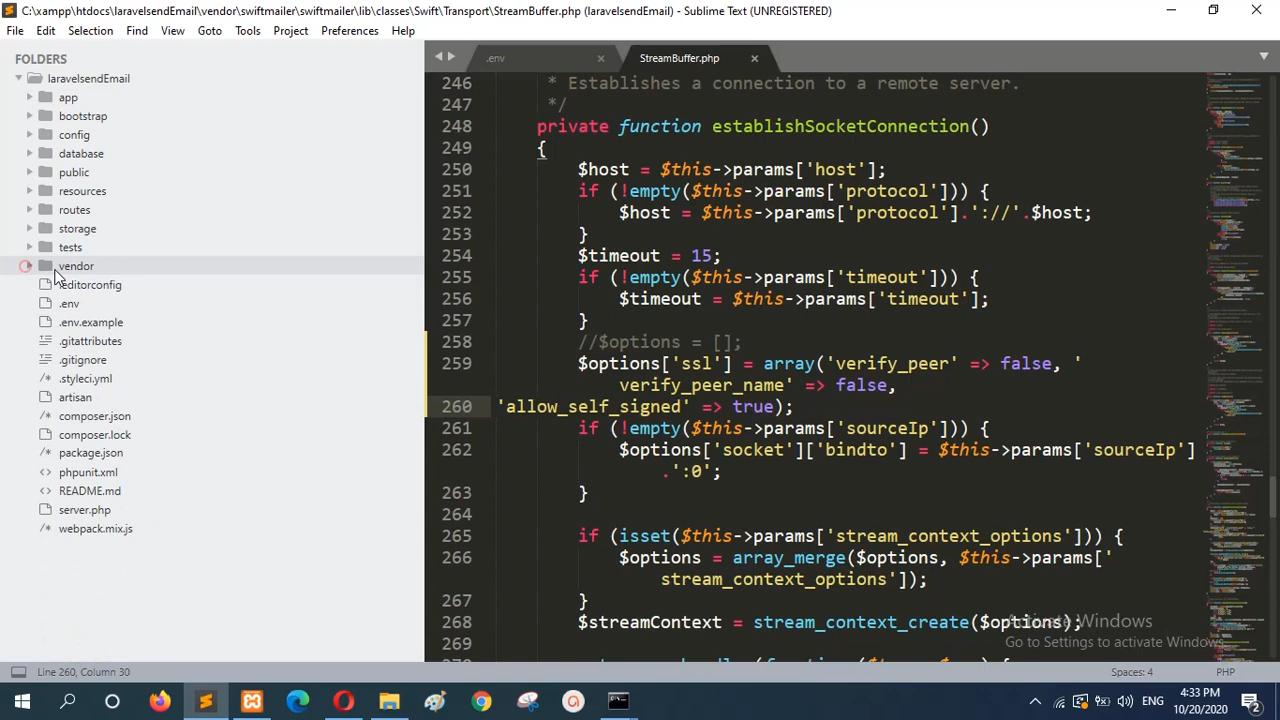 C:\xampp\htdocs\laravelsendEmail\vendor\swiftmailer\swiftmailer\lib\classes\Swift\Transport\StreamBuffer.php (laravelsendEmail) - Sublime Text (UNREGISTERED)
File Edit Selection Find View Goto Tools Project Preferences Help
FOLDERS
laravelsendEmail
app
bootstrap
config
database
public
resources
routes
storage
tests
vendor
.editorconfig
.env
.env.example
.gitattributes
.gitignore
.styleci.yml
artisan
composer.json
composer.lock
package.json
phpunit.xml
README.md
server.php
webpack.mix.js
.env
StreamBuffer.php
246 * Establishes a connection to a remote server.
247 */
248 private function establishSocketConnection()
249 {
250 $host = $this->params['host'];
251 if (!empty($this->params['protocol'])) {
252 $host = $this->params['protocol'].'://'.$host;
253 }
254 $timeout = 15;
255 if (!empty($this->params['timeout'])) {
256 $timeout = $this->params['timeout'];
257 }
258 //$options = [];
259 $options['ssl'] = array('verify_peer' => false, '
verify_peer_name' => false,
260 'allow_self_signed' => true);
261 if (!empty($this->params['sourceIp'])) {
262 $options['socket']['bindto'] = $this->params['sourceIp']
.':0';
263 }
264
265 if (isset($this->params['stream_context_options'])) {
266 $options = array_merge($options, $this->params['
stream_context_options']);
267 }
268 $streamContext = stream_context_create($options);
269
Activate Windows
Go to Settings to activate Windows.
Line 260, Column 30
Spaces: 4
PHP
ENG
4:33 PM
10/20/2020
2